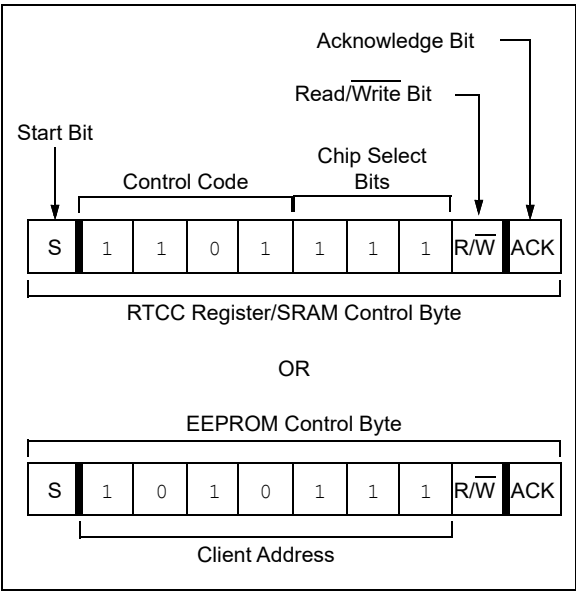 Acknowledge Bit
Read/Write Bit
Start Bit
Control Code
Chip Select
Bits
S 1 1 0 1 1 1 1 R/W ACK
RTCC Register/SRAM Control Byte
OR
EEPROM Control Byte
S 1 0 1 0 1 1 1 R/W ACK
Client Address